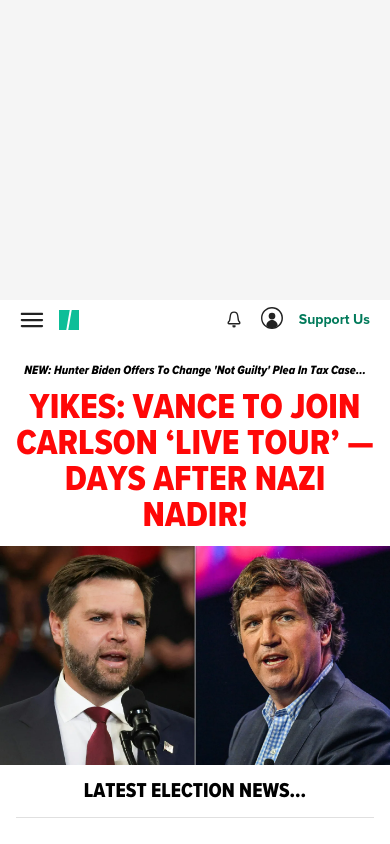 Support Us
NEW: Hunter Biden Offers To Change 'Not Guilty' Plea In Tax Case...
YIKES: VANCE TO JOIN
CARLSON ‘LIVE TOUR’ —
DAYS AFTER NAZI
NADIR!
LATEST ELECTION NEWS...